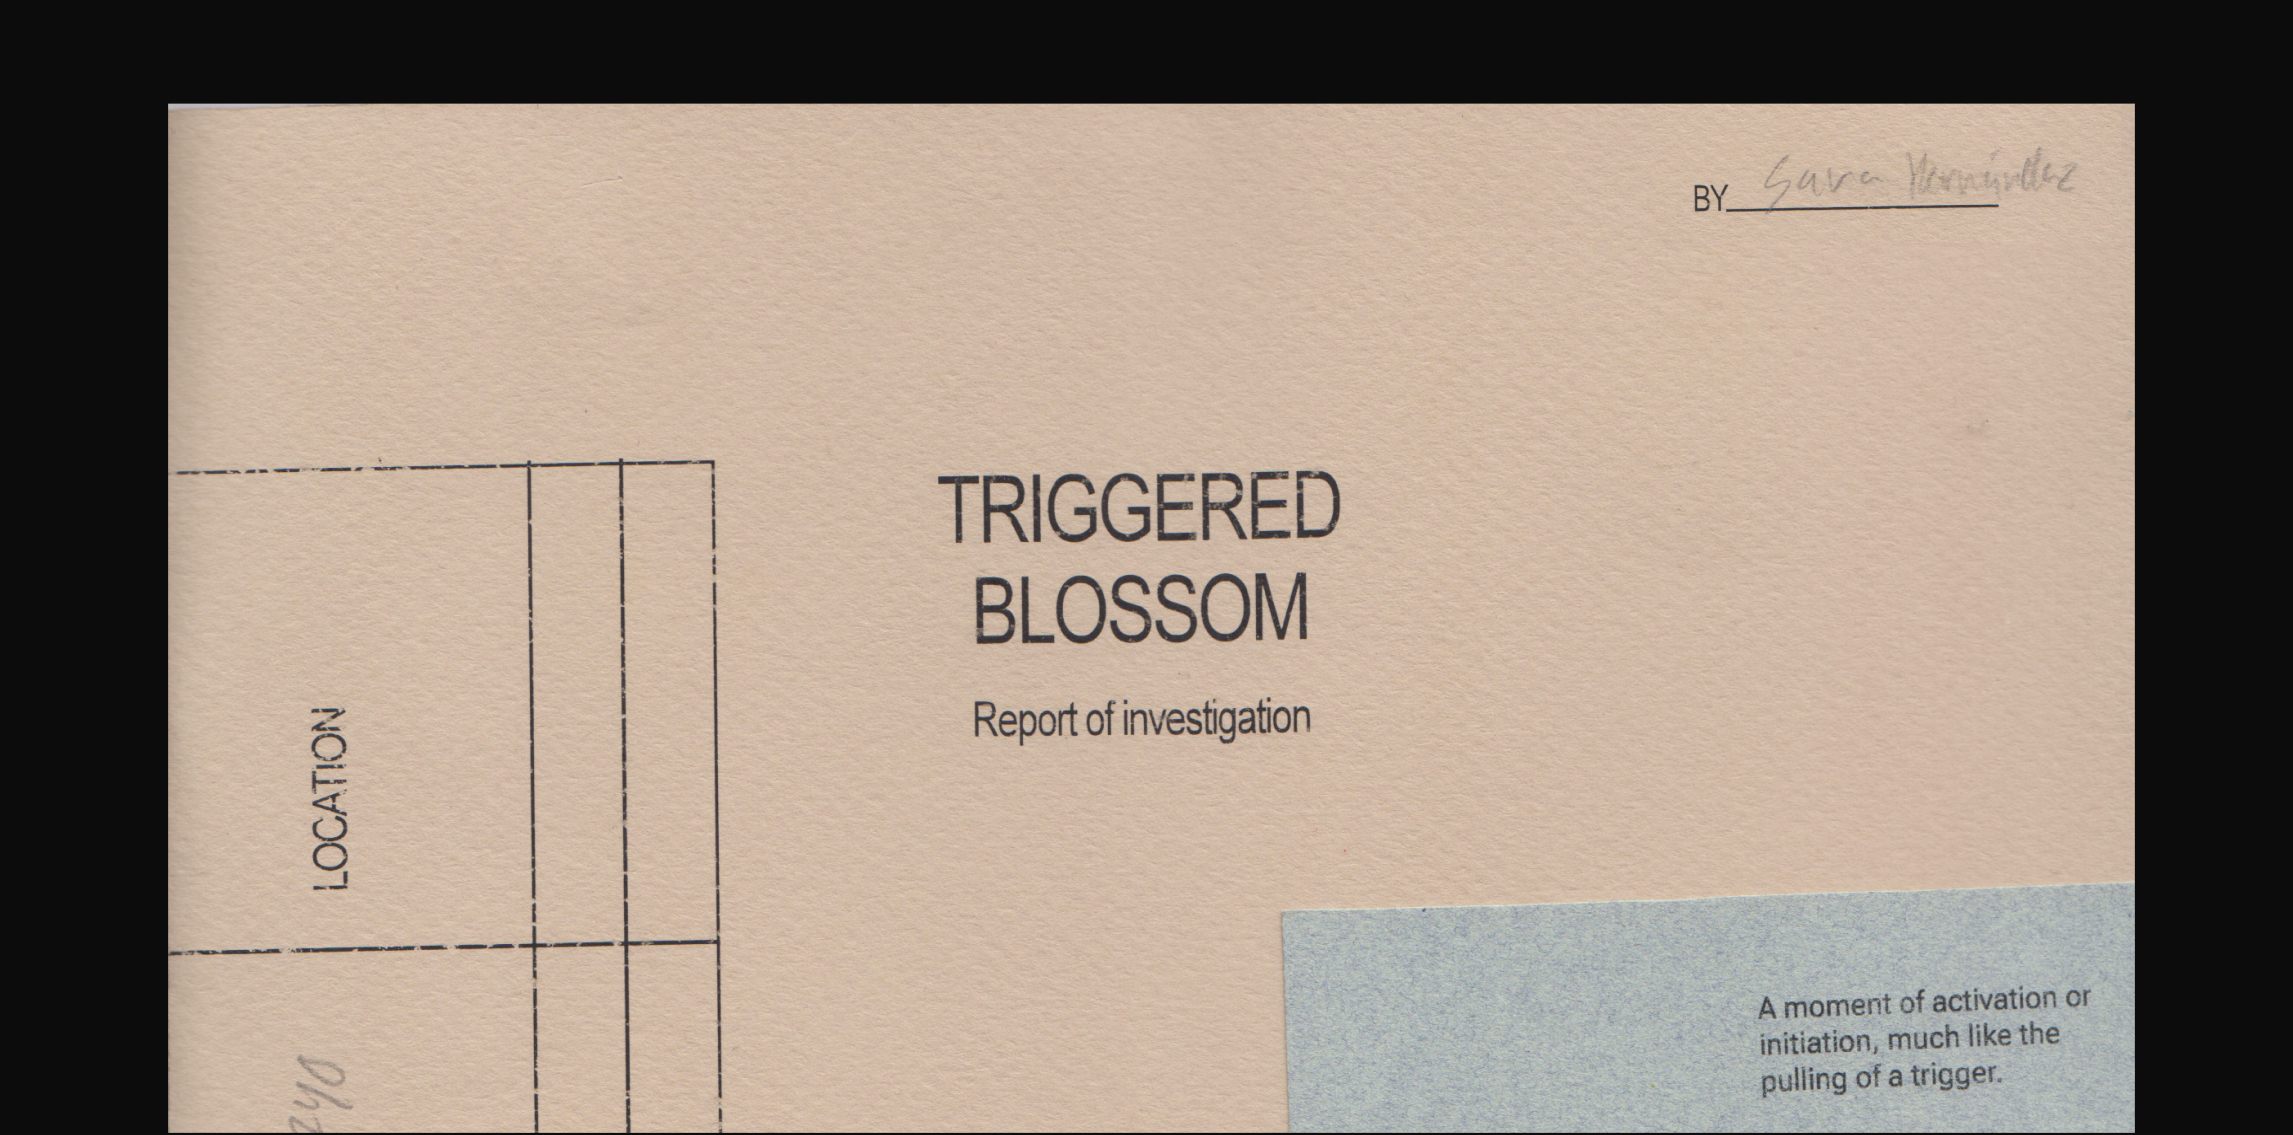 BY Sara Hernández
TRIGGERED
BLOSSOM
Report of investigation
LOCATION
A moment of activation or
initiation, much like the
pulling of a trigger.